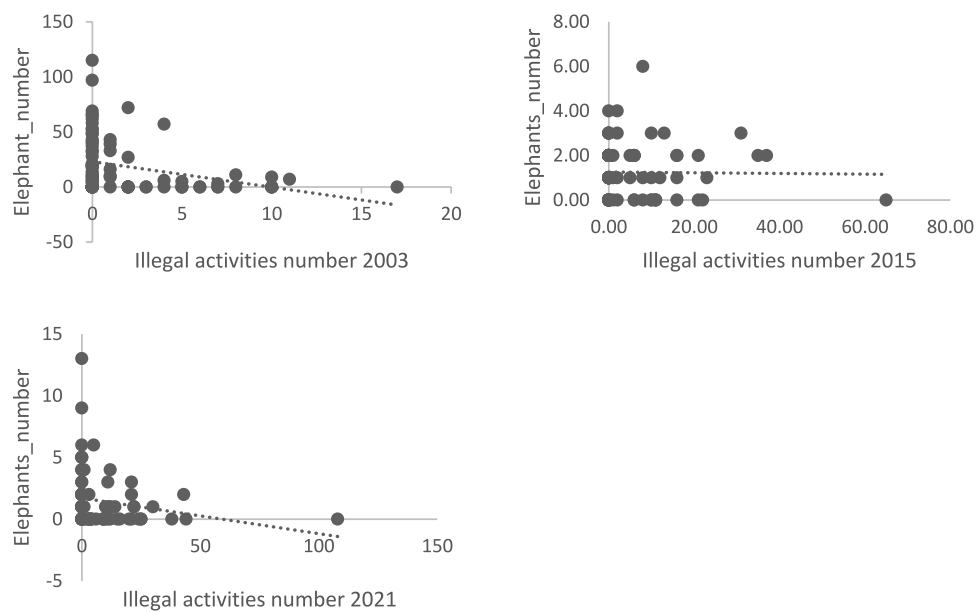 Elephant_number
150
100
50
0
-50
0 5 10 15 20
Illegal activities number 2003
Elephants_number
8.00
6.00
4.00
2.00
0.00
0.00 20.00 40.00 60.00 80.00
Illegal activities number 2015
Elephants_number
15
10
5
0
-5
0 50 100 150
Illegal activities number 2021